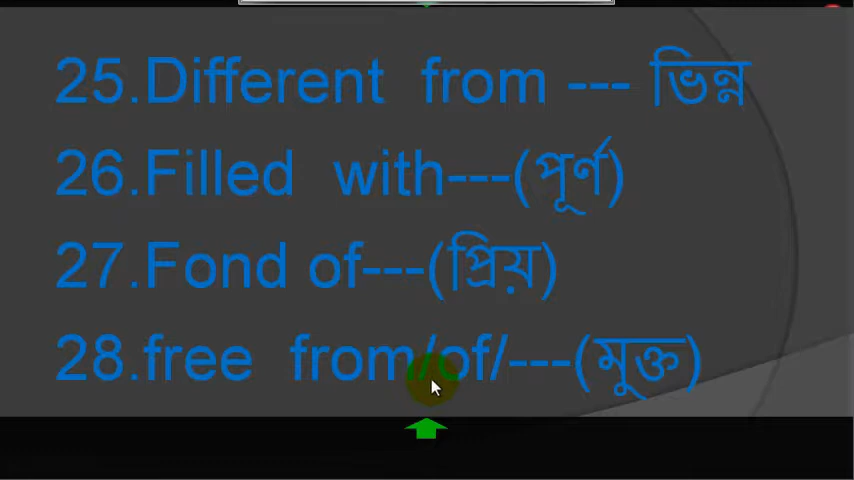 25.Different from --- ভিন্ন
26.Filled with---(পূর্ণ)
27.Fond of---(প্রিয়)
28.free from/of/---(মুক্ত)